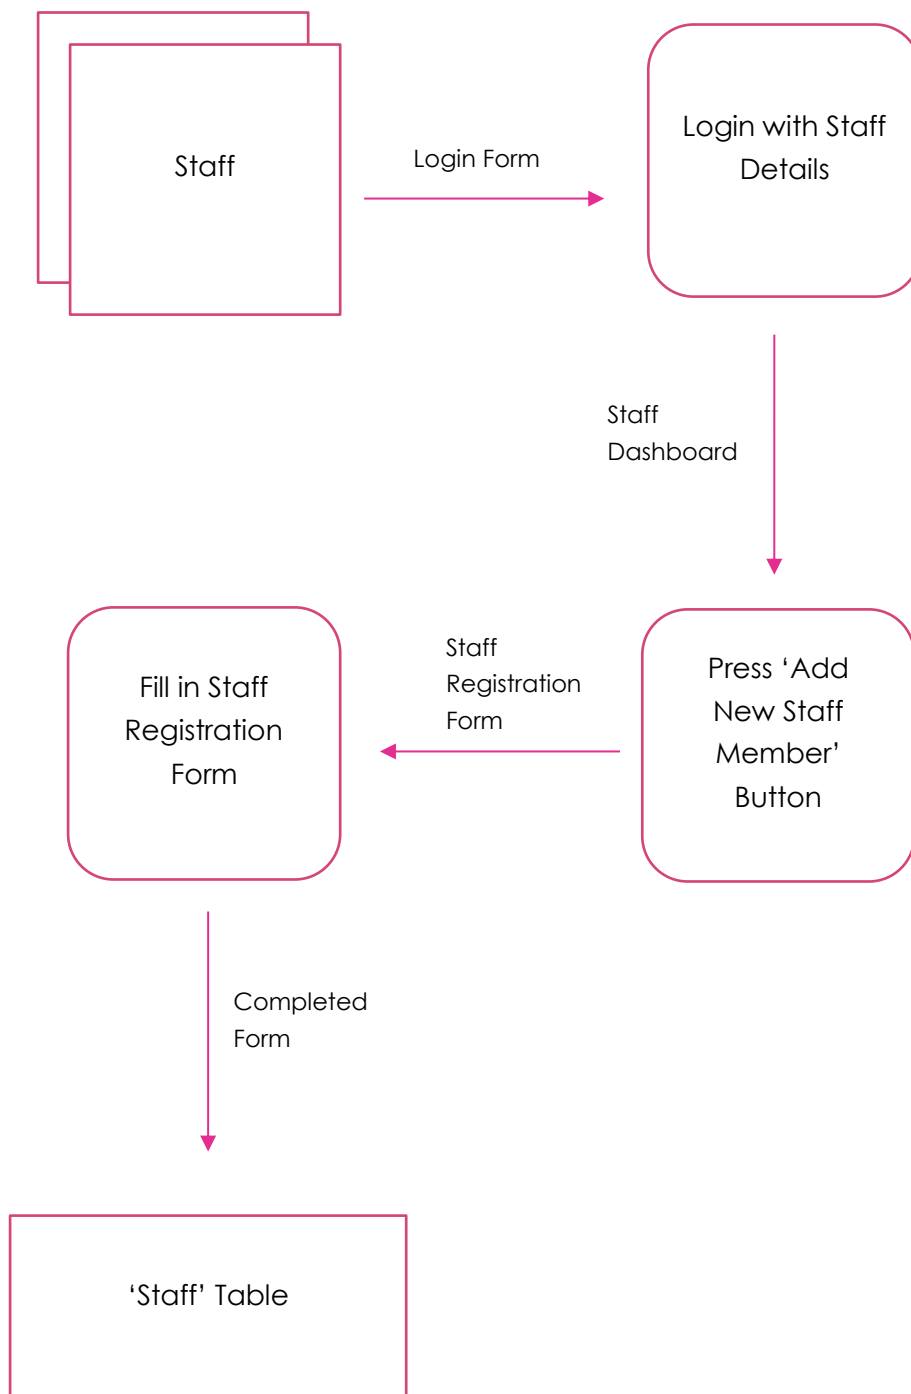 Staff
Login Form
Login with Staff
Details
Staff
Dashboard
Press ‘Add
New Staff
Member’
Button
Staff
Registration
Form
Fill in Staff
Registration
Form
Completed
Form
‘Staff’ Table